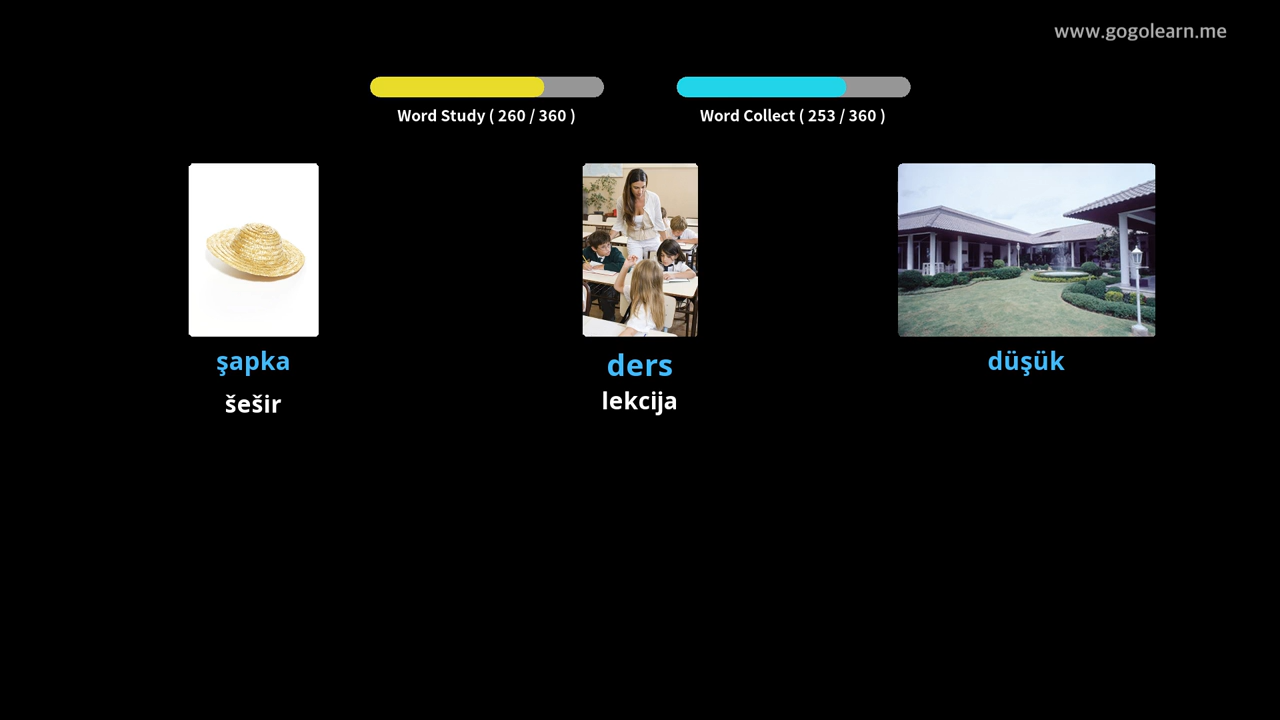 www.gogolearn.me
Word Study ( 260 / 360 )
Word Collect ( 253 / 360 )
şapka
šešir
ders
lekcija
düşük